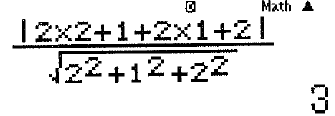 D Math ▲
|2×2+1+2×1+2|
√2²+1²+2²
3